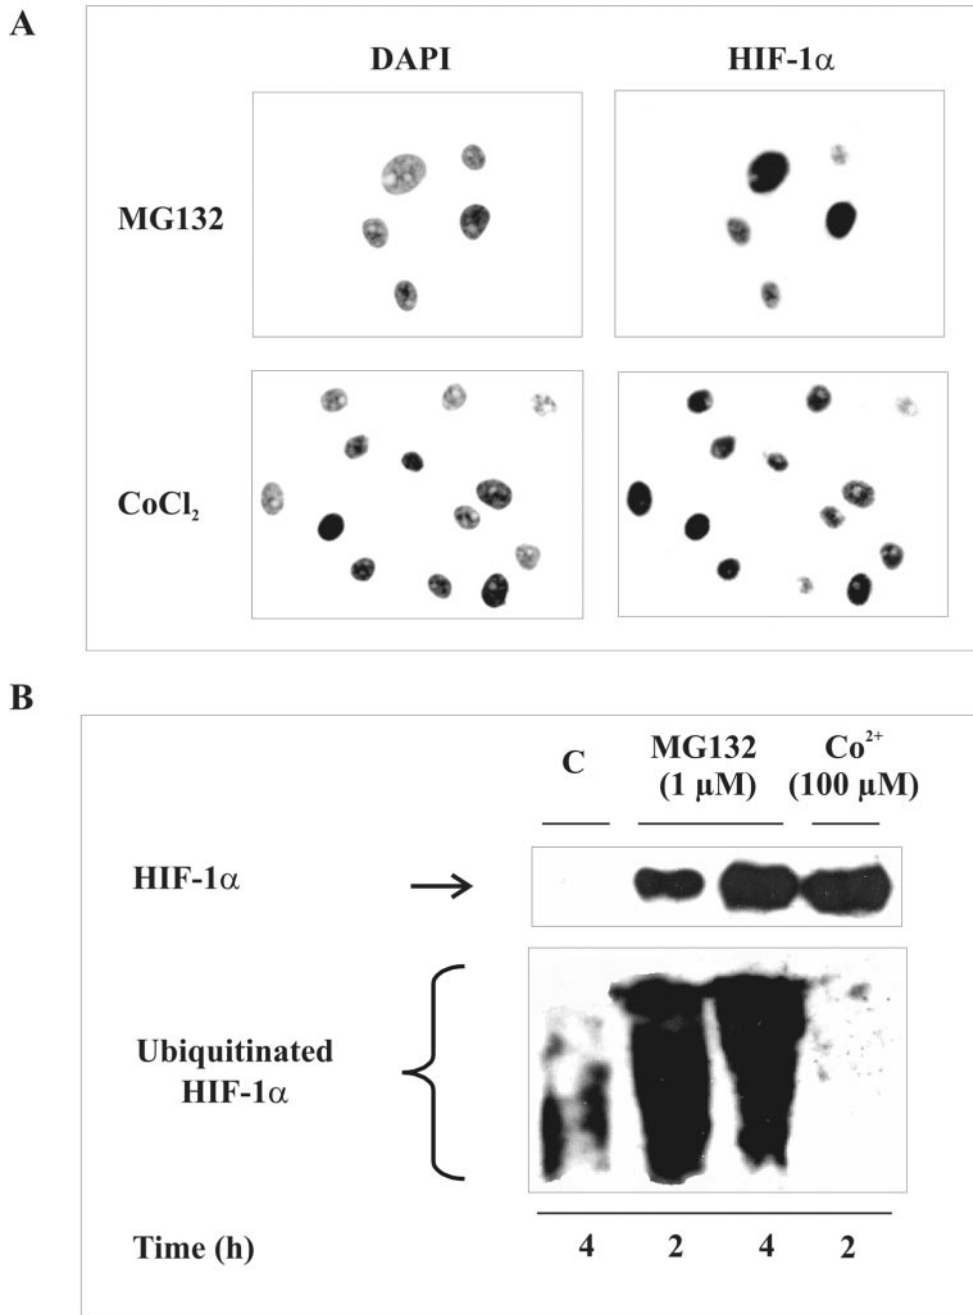 A
DAPI HIF-1α
MG132
CoCl₂
B
C MG132 Co²⁺
(1 µM) (100 µM)
HIF-1α
Ubiquitinated
HIF-1α
Time (h) 4 2 4 2